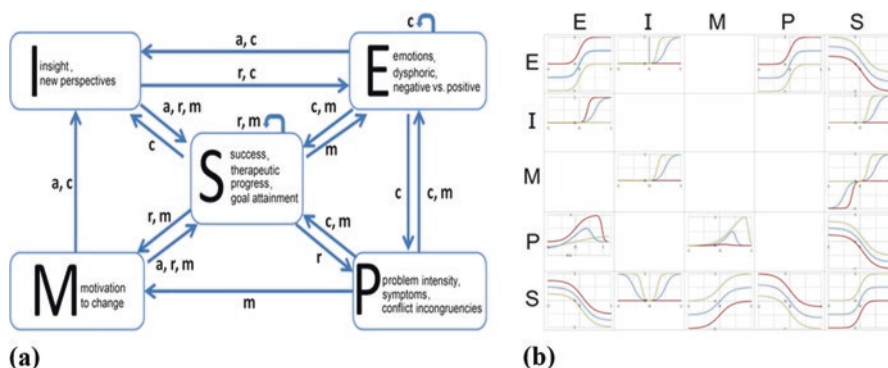 c
a, c
I
insight,
new perspectives
E
emotions,
dysphoric,
negative vs. positive
r, c
a, r, m
c
r, m
c, m
m
S
success,
therapeutic
progress,
goal attainment
a, c
c
c, m
r, m
a, r, m
c, m
r
M
motivation
to change
m
P
problem intensity,
symptoms,
conflict incongruencies
(a)
E I M P S
E
I
M
P
S
(b)